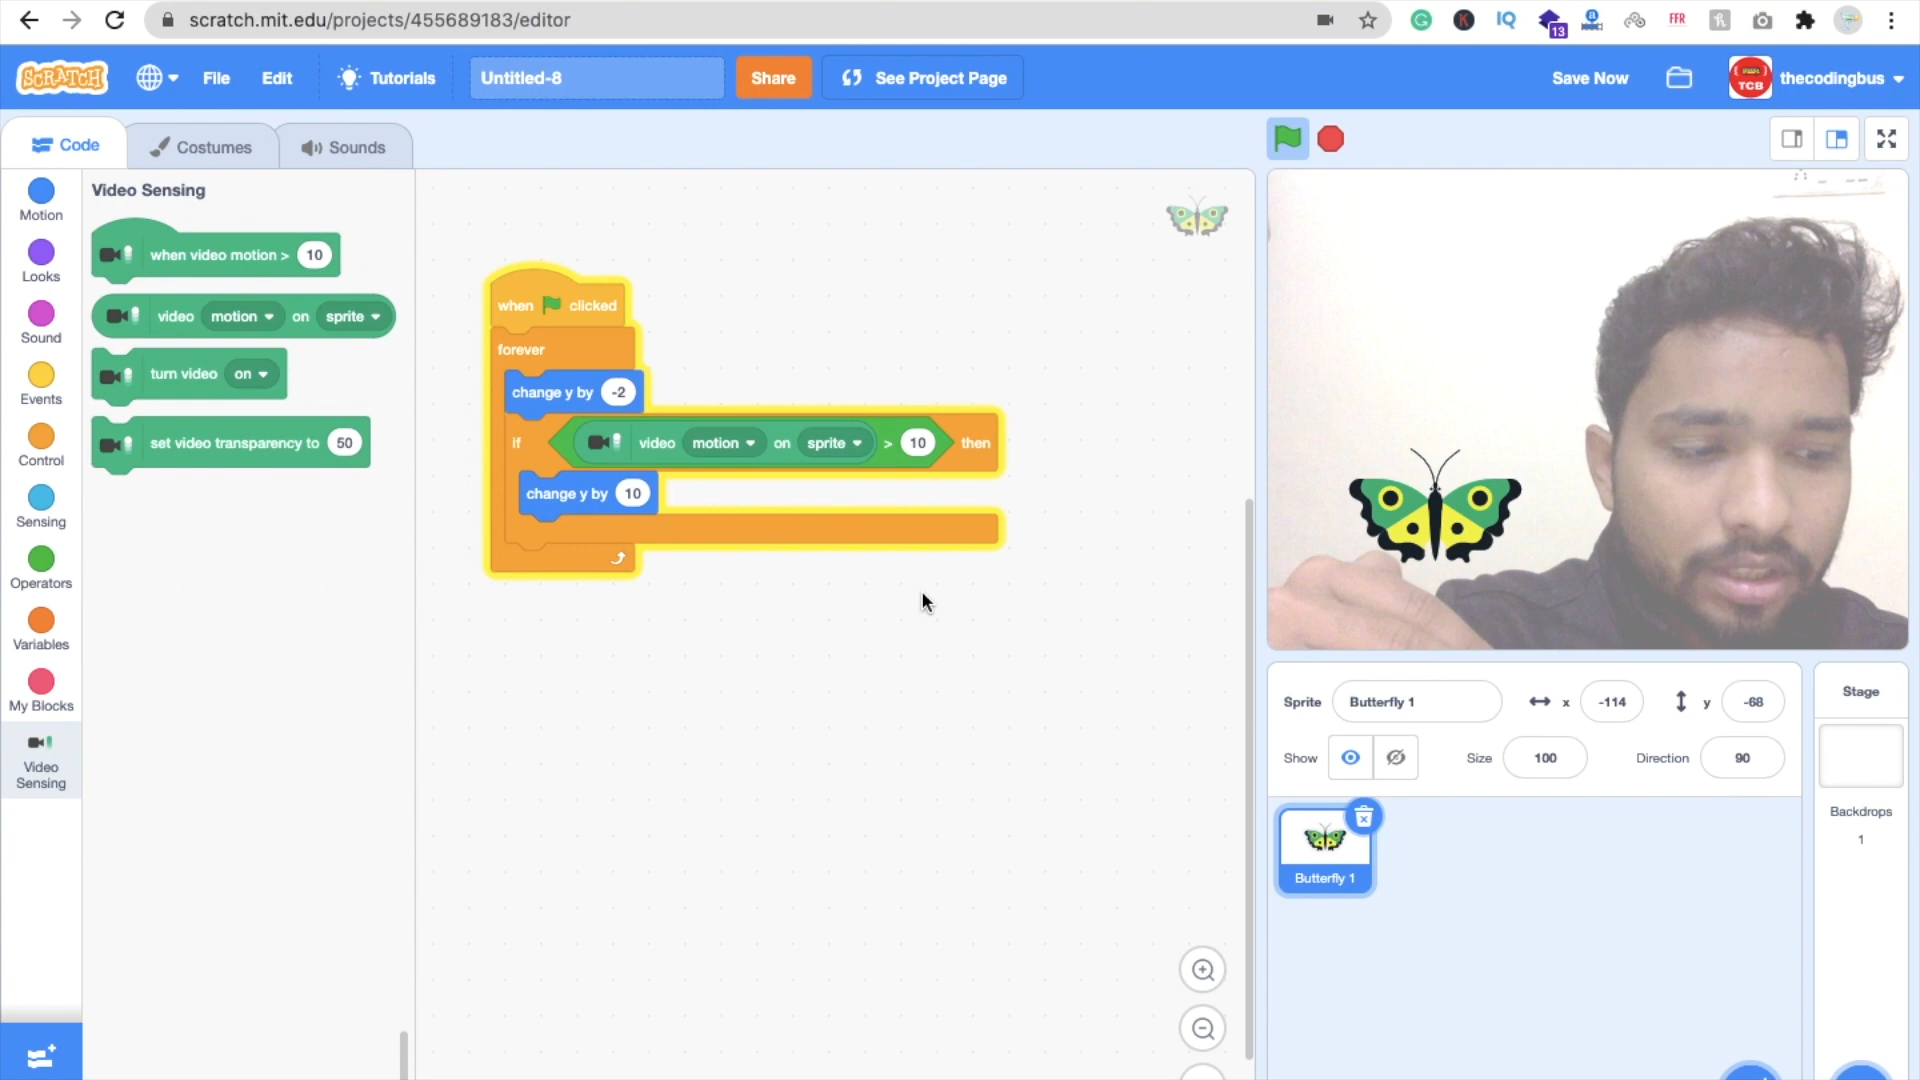 scratch.mit.edu/projects/455689183/editor
13
FFR
SCRATCH
File
Edit
Tutorials
Untitled-8
Share
See Project Page
Save Now
TCB
thecodingbus
Code
Costumes
Sounds
Motion
Looks
Sound
Events
Control
Sensing
Operators
Variables
My Blocks
Video
Sensing
Video Sensing
when video motion > 10
video motion on sprite
turn video on
set video transparency to 50
when clicked
forever
change y by -2
if video motion on sprite > 10 then
change y by 10
Sprite Butterfly 1 x -114 y -68
Show Size 100 Direction 90
Butterfly 1
Stage
Backdrops
1